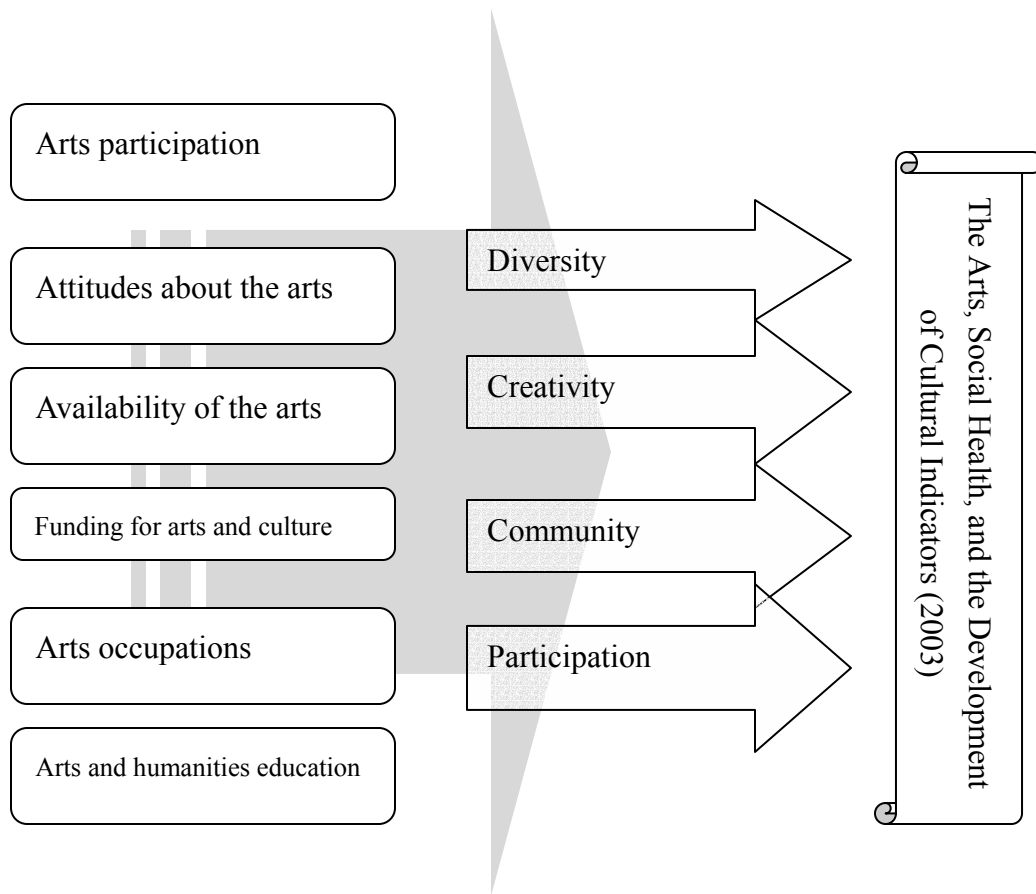 Arts participation
Attitudes about the arts
Availability of the arts
Funding for arts and culture
Arts occupations
Arts and humanities education
Diversity
Creativity
Community
Participation
The Arts, Social Health, and the Development
of Cultural Indicators (2003)